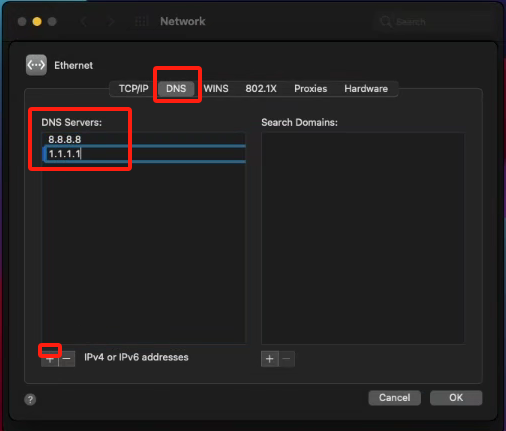 Network
Search
Ethernet
TCP/IP DNS WINS 802.1X Proxies Hardware
DNS Servers:
8.8.8.8
1.1.1.1
Search Domains:
+ − IPv4 or IPv6 addresses
+ −
? Cancel OK